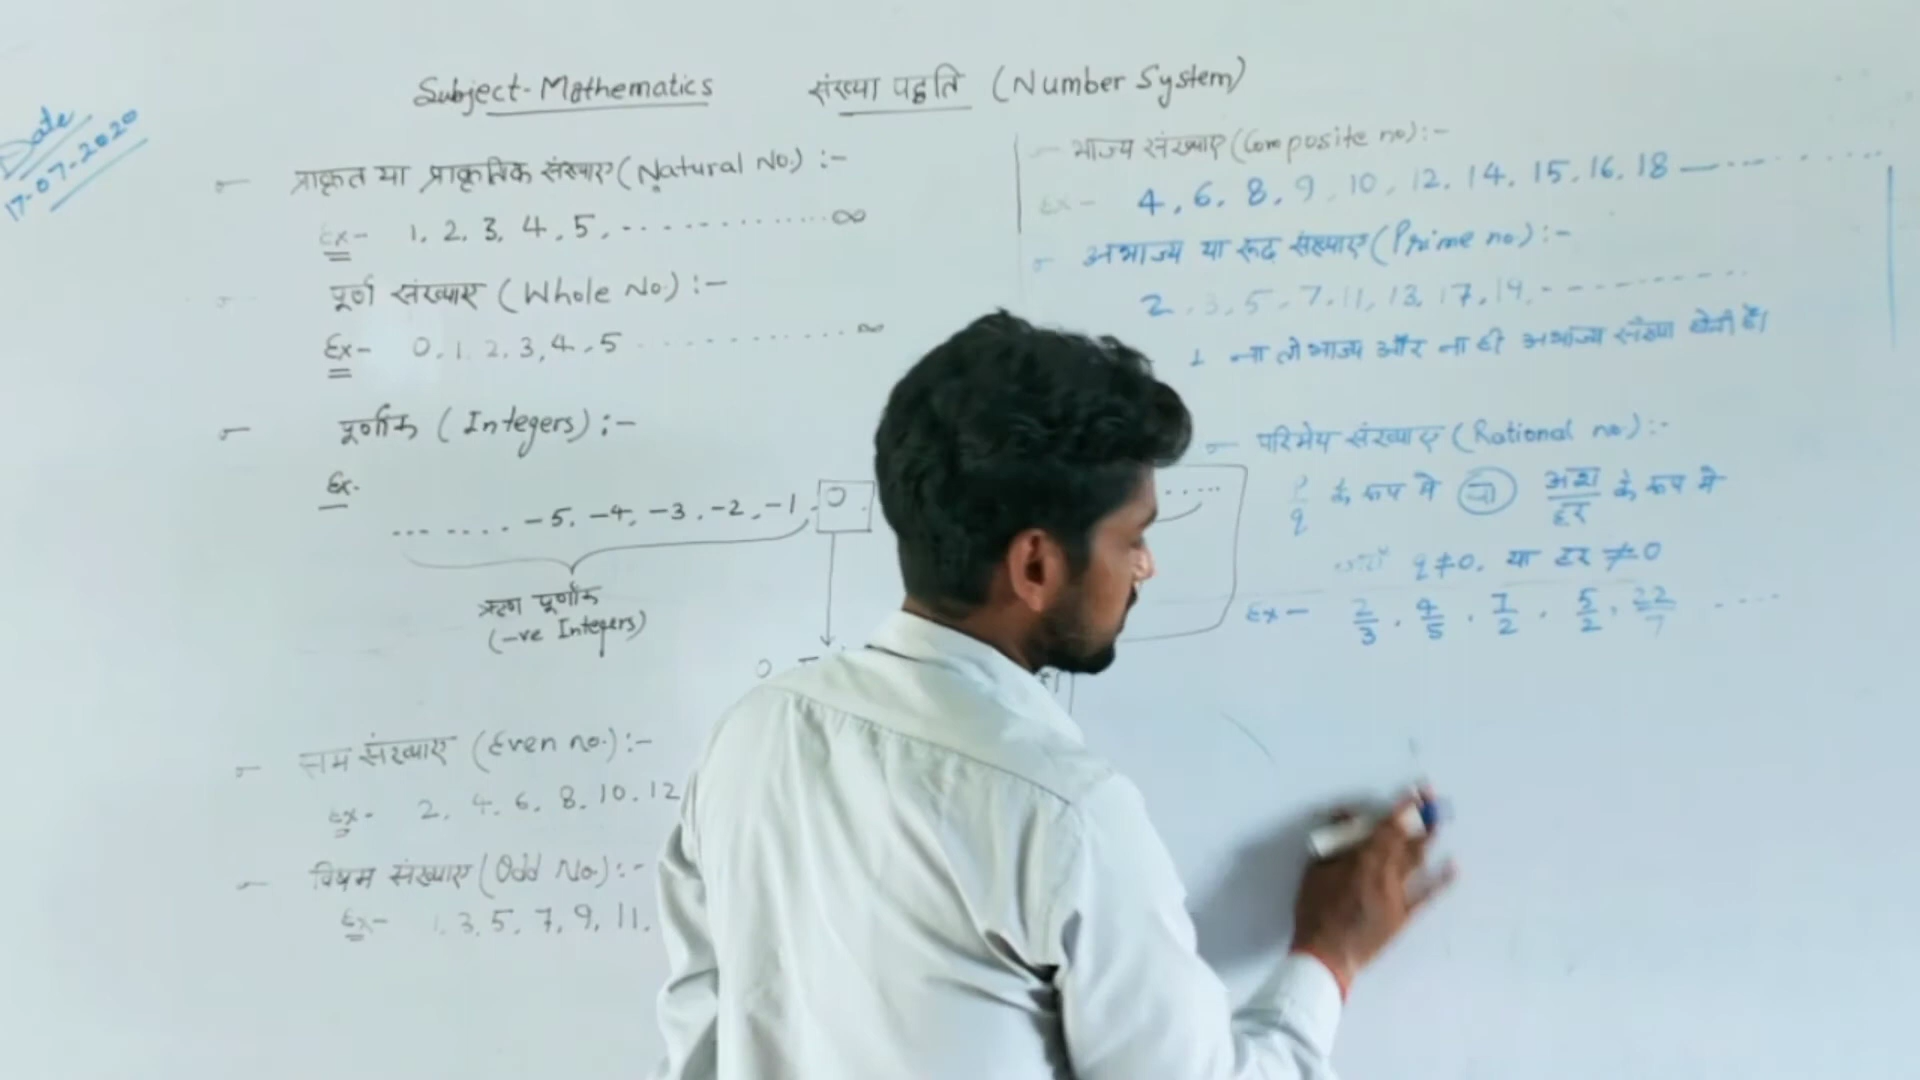 Date
17-07-2020
Subject-Mathematics संख्या पद्धति (Number System)
प्राकृत या प्राकृतिक संख्याए (Natural No.) :-
Ex- 1, 2, 3, 4, 5, ............ ∞
पूर्ण संख्याए (Whole No.) :-
Ex- 0, 1, 2, 3, 4, 5 ............ ∞
पूर्णांक (Integers) :-
Ex.
........ -5, -4, -3, -2, -1, 0
ऋण पूर्णांक
(-ve Integers)
0
सम संख्याए (Even no.) :-
Ex- 2, 4, 6, 8, 10, 12
विषम संख्याए (Odd No.) :-
Ex- 1, 3, 5, 7, 9, 11,
भाज्य संख्याए (Composite no) :-
Ex- 4, 6, 8, 9, 10, 12, 14, 15, 16, 18 ---......
अभाज्य या रूढ संख्याए (Prime no) :-
2, 3, 5, 7, 11, 13, 17, 19, ---------
1 ना तो भाज्य और ना ही अभाज्य संख्या होती है।
परिमेय संख्याए (Rational no) :-
p/q के रूप मे या अंश/हर के रूप मे
q ≠ 0, या हर ≠ 0
Ex- 2/3, 4/5, 7/2, 5/2, 22/7 .....